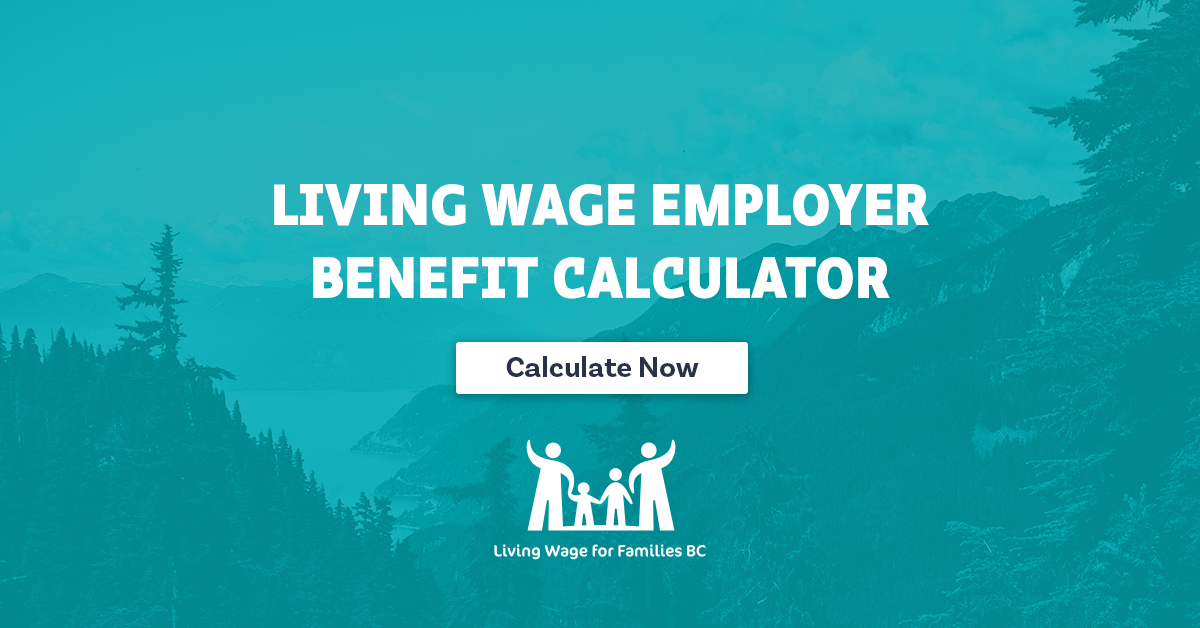 LIVING WAGE EMPLOYER
BENEFIT CALCULATOR
Calculate Now
Living Wage for Families BC